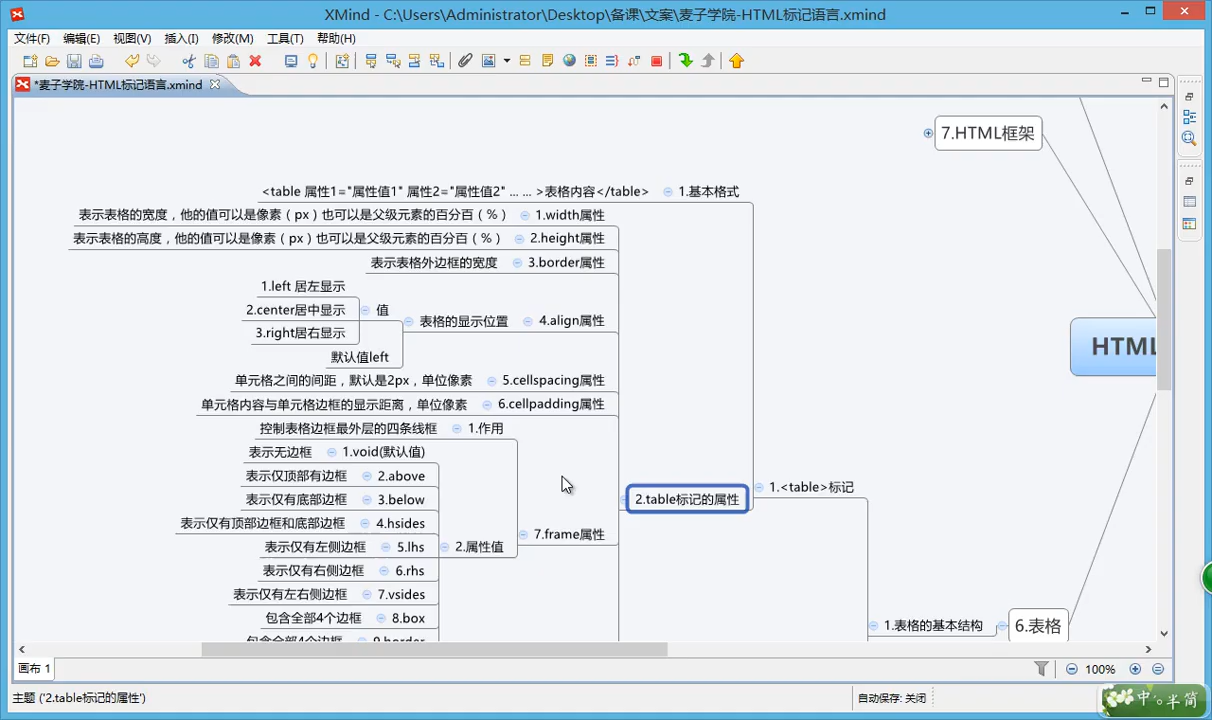 XMind - C:\Users\Administrator\Desktop\备课\文案\麦子学院-HTML标记语言.xmind
文件(F) 编辑(E) 视图(V) 插入(I) 修改(M) 工具(T) 帮助(H)
*麦子学院-HTML标记语言.xmind
7.HTML框架
<table 属性1="属性值1" 属性2="属性值2" ... ... >表格内容</table> 1.基本格式
表示表格的宽度，他的值可以是像素（px）也可以是父级元素的百分百（%） 1.width属性
表示表格的高度，他的值可以是像素（px）也可以是父级元素的百分百（%） 2.height属性
表示表格外边框的宽度 3.border属性
1.left 居左显示
2.center居中显示 值
表格的显示位置 4.align属性
3.right居右显示
HTML
默认值left
单元格之间的间距，默认是2px，单位像素 5.cellspacing属性
单元格内容与单元格边框的显示距离，单位像素 6.cellpadding属性
控制表格边框最外层的四条线框 1.作用
表示无边框 1.void(默认值)
表示仅顶部有边框 2.above
1.<table>标记
表示仅有底部边框 3.below
2.table标记的属性
表示仅有顶部边框和底部边框 4.hsides
7.frame属性
表示仅有左侧边框 5.lhs 2.属性值
表示仅有右侧边框 6.rhs
表示仅有左右侧边框 7.vsides
包含全部4个边框 8.box
1.表格的基本结构 6.表格
包含全部4个边框 9.border
画布 1
100%
主题 ('2.table标记的属性')
自动保存: 关闭
中 半 简